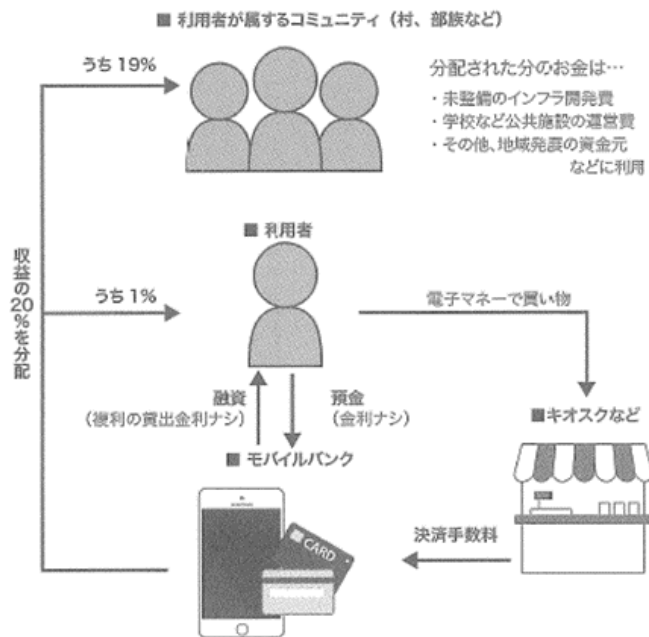 ■ 利用者が属するコミュニティ（村、部族など）
うち 19%
分配された分のお金は…
・未整備のインフラ開発費
・学校など公共施設の運営費
・その他、地域発展の資金元
などに利用
■ 利用者
収益の20%を分配
うち 1%
電子マネーで買い物
融資
（複利の貸出金利ナシ）
預金
（金利ナシ）
■キオスクなど
■ モバイルバンク
CARD
決済手数料